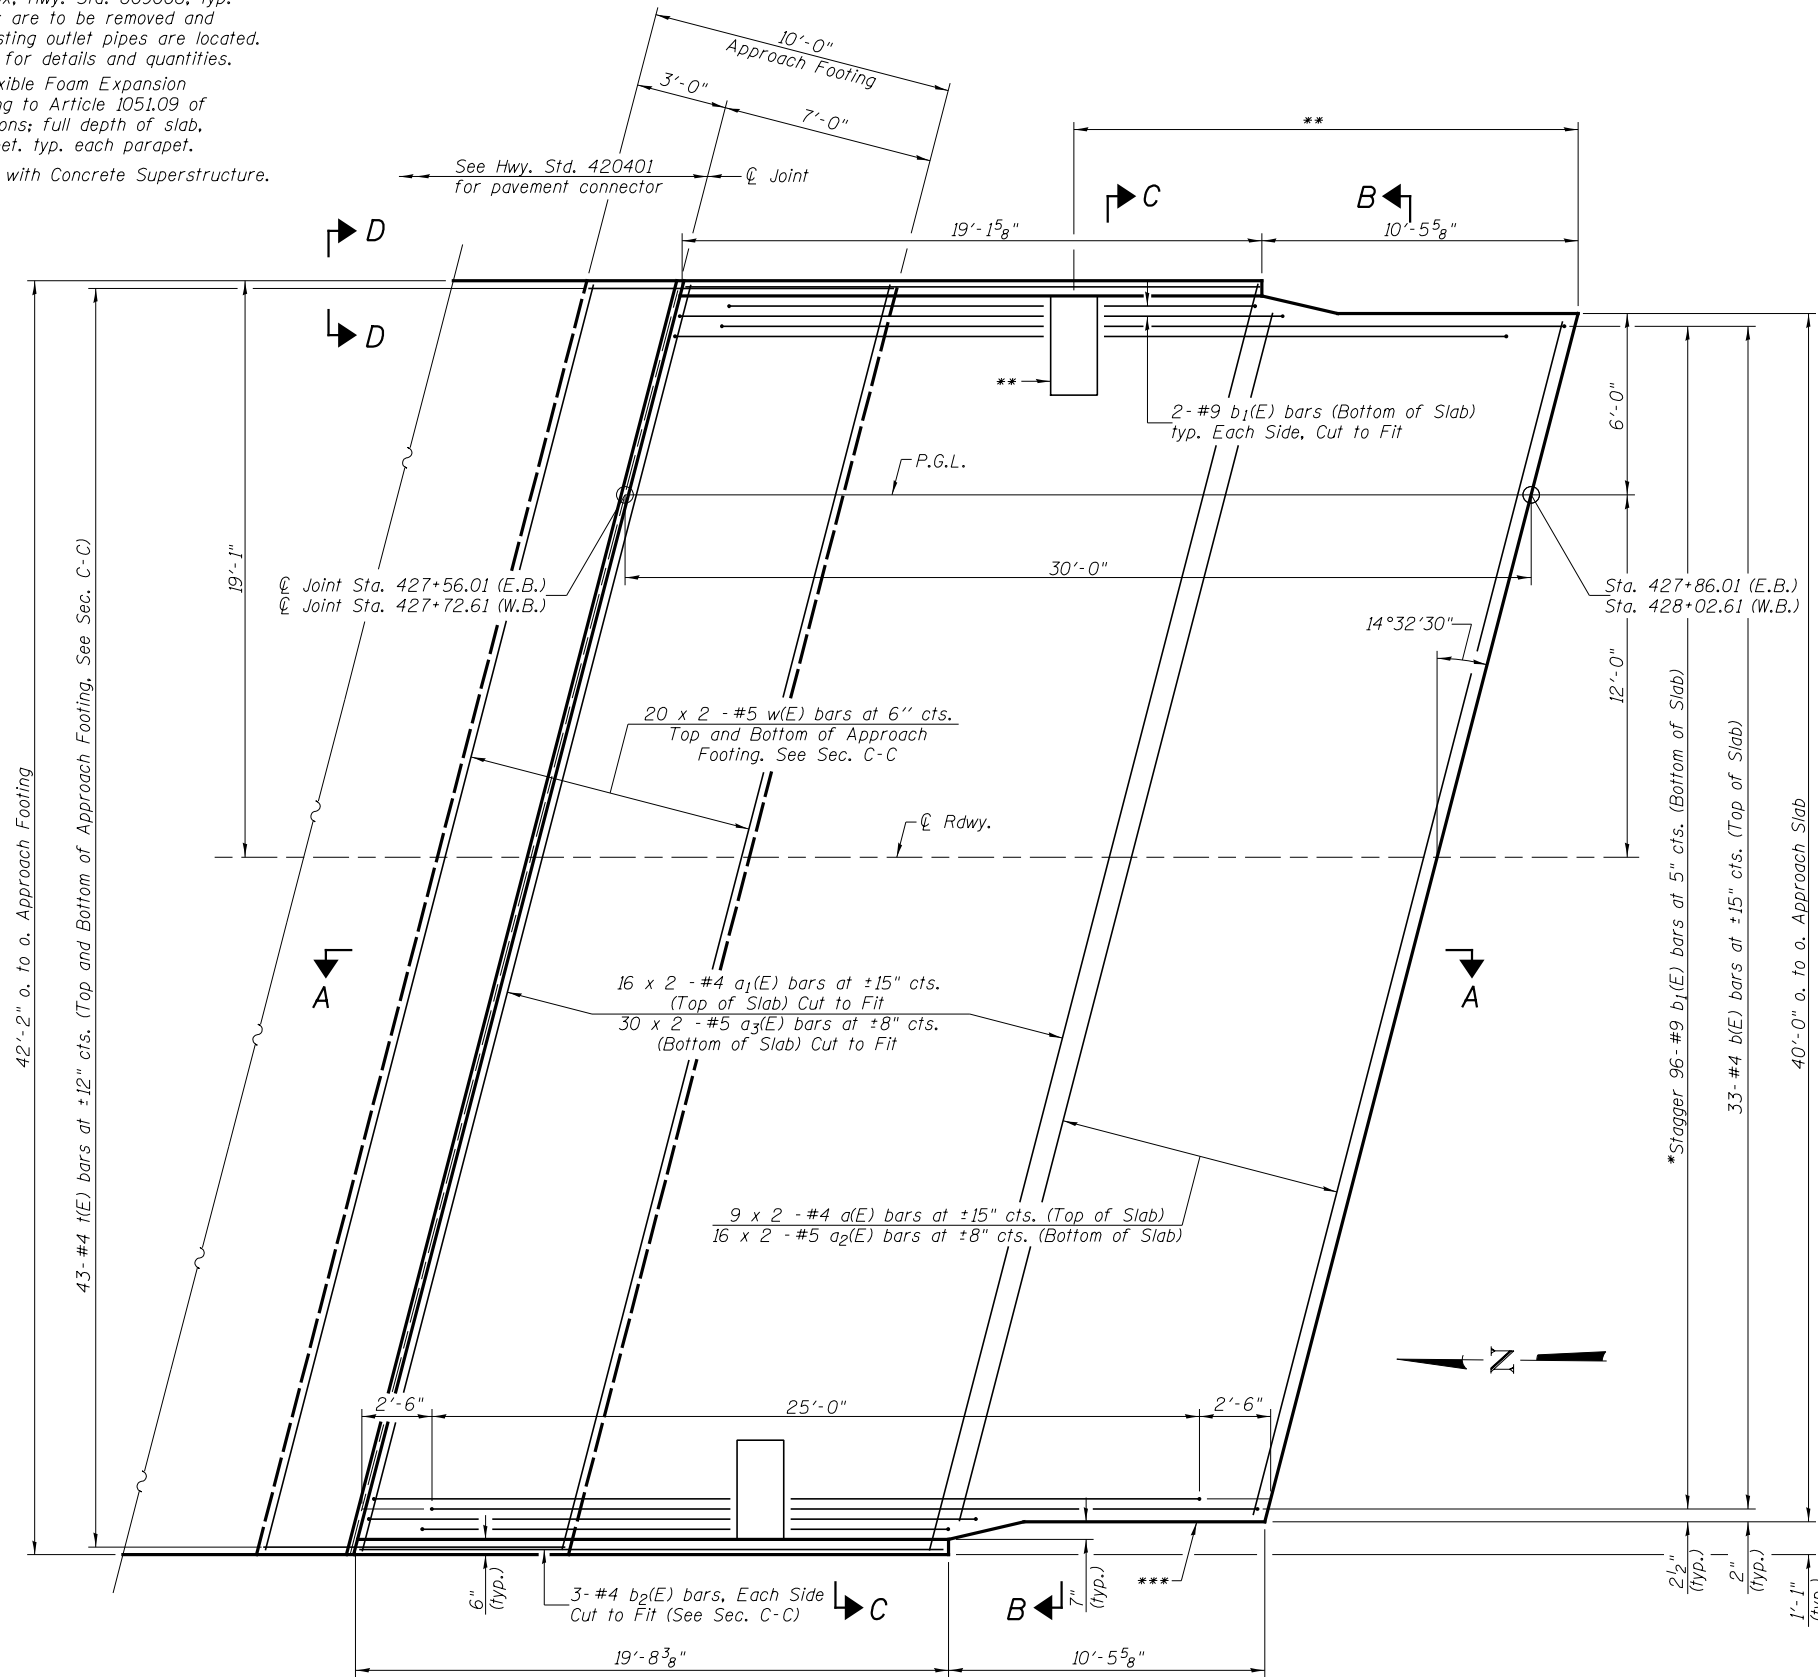 x, Hwy. Std. 609006, typ.
are to be removed and
sting outlet pipes are located.
for details and quantities.
xible Foam Expansion
ng to Article 1051.09 of
ons; full depth of slab,
et. typ. each parapet.
with Concrete Superstructure.
10'-0"
Approach Footing
3'-0"
7'-0"
**
See Hwy. Std. 420401
for pavement connector
℄ Joint
D
C
B
19'-1⅝"
10'-5⅝"
D
**
2-#9 b₁(E) bars (Bottom of Slab)
typ. Each Side, Cut to Fit
6'-0"
P.G.L.
19'-1"
30'-0"
℄ Joint Sta. 427+56.01 (E.B.)
℄ Joint Sta. 427+72.61 (W.B.)
Sta. 427+86.01 (E.B.)
Sta. 428+02.61 (W.B.)
14°32'30"
12'-0"
20 x 2 -#5 w(E) bars at 6" cts.
Top and Bottom of Approach
Footing. See Sec. C-C
℄ Rdwy.
42'-2" o. to o. Approach Footing
43-#4 t(E) bars at ±12" cts. (Top and Bottom of Approach Footing. See Sec. C-C)
*Stagger 96-#9 b₁(E) bars at 5" cts. (Bottom of Slab)
33-#4 b(E) bars at ±15" cts. (Top of Slab)
40'-0" o. to o. Approach Slab
A
A
16 x 2 -#4 a₁(E) bars at ±15" cts.
(Top of Slab) Cut to Fit
30 x 2 -#5 a₃(E) bars at ±8" cts.
(Bottom of Slab) Cut to Fit
9 x 2 -#4 a(E) bars at ±15" cts. (Top of Slab)
16 x 2 -#5 a₂(E) bars at ±8" cts. (Bottom of Slab)
N
2'-6"
25'-0"
2'-6"
6"
(typ.)
3-#4 b₂(E) bars, Each Side
Cut to Fit (See Sec. C-C)
C
B
7"
(typ.)
***
2½"
(typ.)
2"
(typ.)
1'-1"
(typ.)
19'-8⅜"
10'-5⅝"